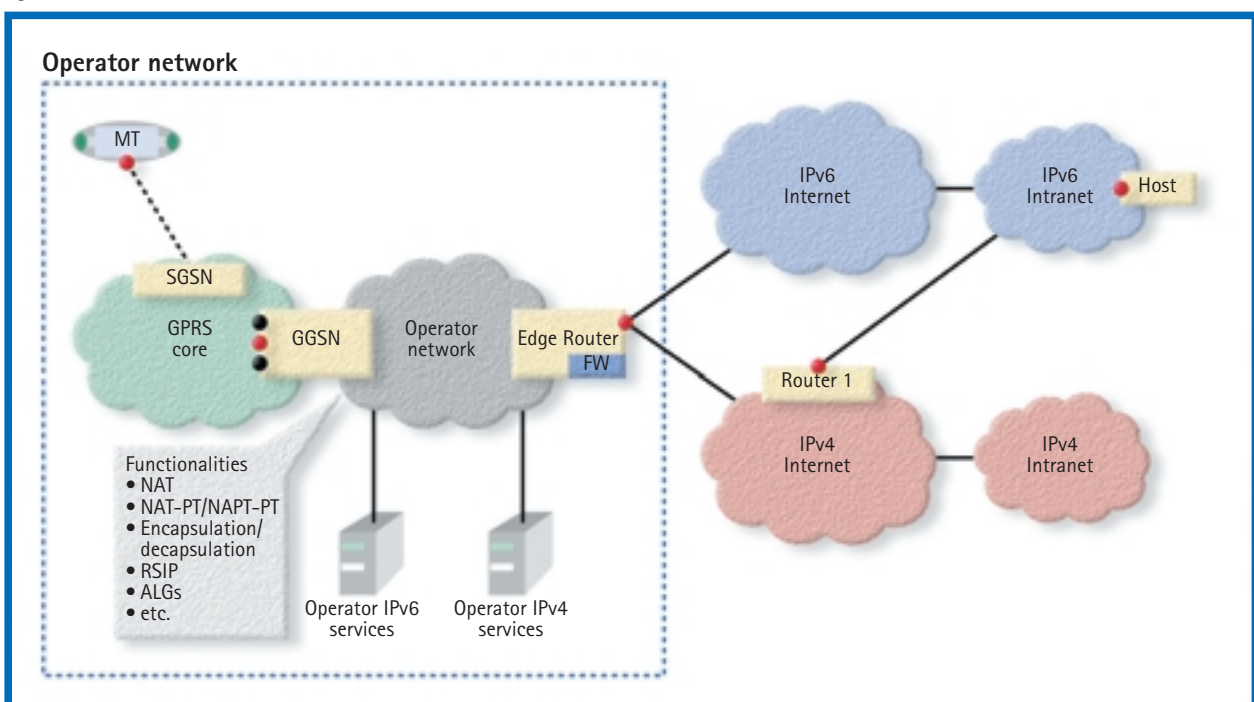 Operator network
MT
SGSN
GPRS
core
GGSN
Operator
network
Edge Router
FW
IPv6
Internet
IPv6
Intranet
Host
Router 1
IPv4
Internet
IPv4
Intranet
Functionalities
• NAT
• NAT-PT/NAPT-PT
• Encapsulation/
decapsulation
• RSIP
• ALGs
• etc.
Operator IPv6
services
Operator IPv4
services